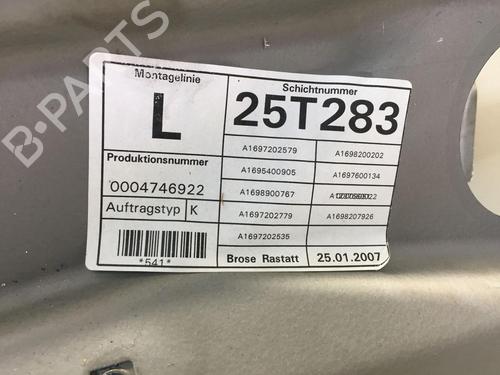 B-PARTS
Montagelinie
L
Produktionsnummer
0004746922
Auftragstyp K
*541*
Schichtnummer
25T283
A1697202579 A1698200202
A1695400905 A1697600134
A1698900767
A1697202779 A1698207926
A1697202535
Brose Rastatt 25.01.2007